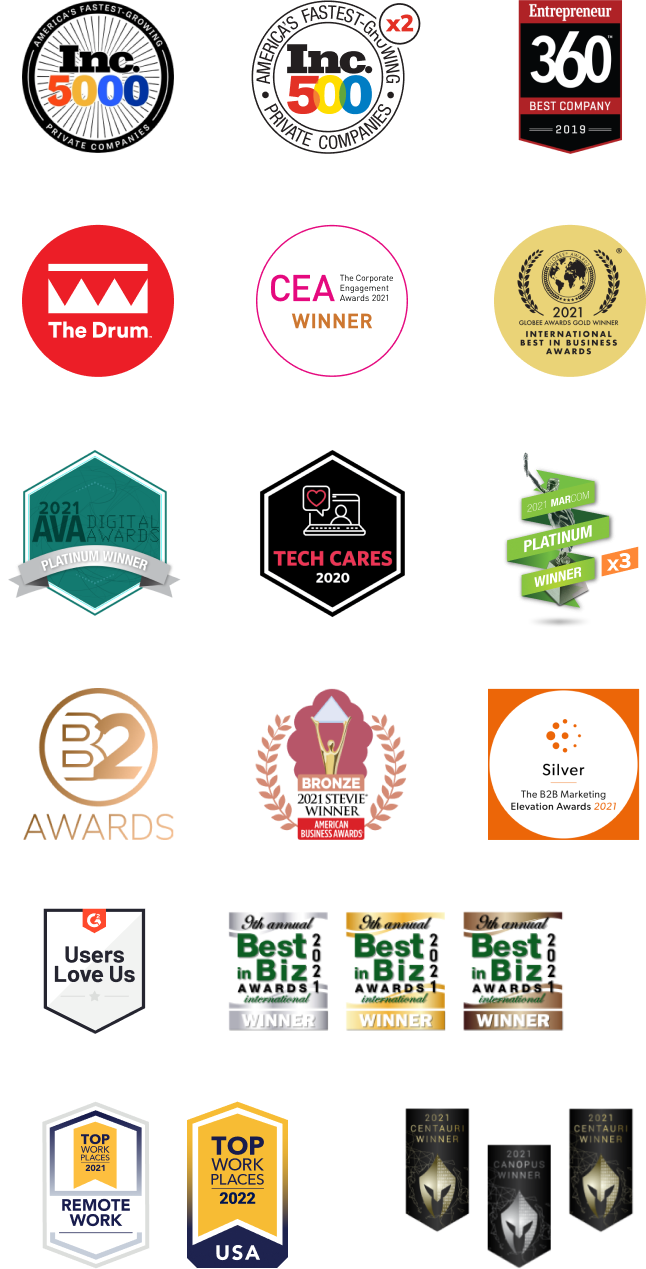 AMERICA'S FASTEST-GROWING
Inc.
5000
PRIVATE COMPANIES
AMERICA'S FASTEST-GROWING
x2
Inc.
500
PRIVATE COMPANIES
Entrepreneur
360™
BEST COMPANY
2019
The Drum.
CEA
The Corporate
Engagement
Awards 2021
WINNER
®
2021
GLOBEE AWARDS GOLD WINNER
INTERNATIONAL
BEST IN BUSINESS
AWARDS
2021
AVA DIGITAL
AWARDS
PLATINUM WINNER
TECH CARES
2020
2021 MARCOM
PLATINUM
WINNER
x3
B2
AWARDS
BRONZE
2021 STEVIE®
WINNER
AMERICAN
BUSINESS AWARDS
Silver
The B2B Marketing
Elevation Awards 2021
G2
Users
Love Us
9th annual
Best
in Biz
2021
AWARDS
international
WINNER
9th annual
Best
in Biz
2021
AWARDS
international
WINNER
9th annual
Best
in Biz
2021
AWARDS
international
WINNER
TOP
WORK
PLACES
2021
REMOTE
WORK
TOP
WORK
PLACES
2022
USA
2021
CENTAURI
WINNER
2021
CANOPUS
WINNER
2021
CENTAURI
WINNER